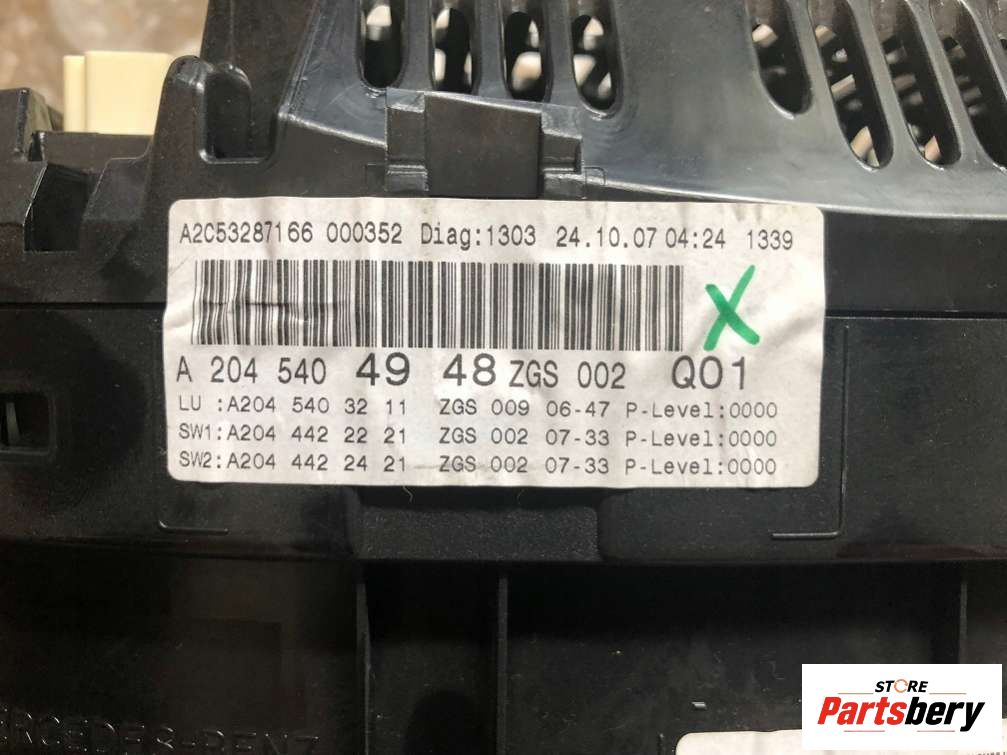 A2C53287166 000352 Diag:1303 24.10.07 04:24 1339
X
A 204 540 49 48 ZGS 002 Q01
LU :A204 540 32 11 ZGS 009 06-47 P-Level:0000
SW1:A204 442 22 21 ZGS 002 07-33 P-Level:0000
SW2:A204 442 24 21 ZGS 002 07-33 P-Level:0000
STORE
Partsbery